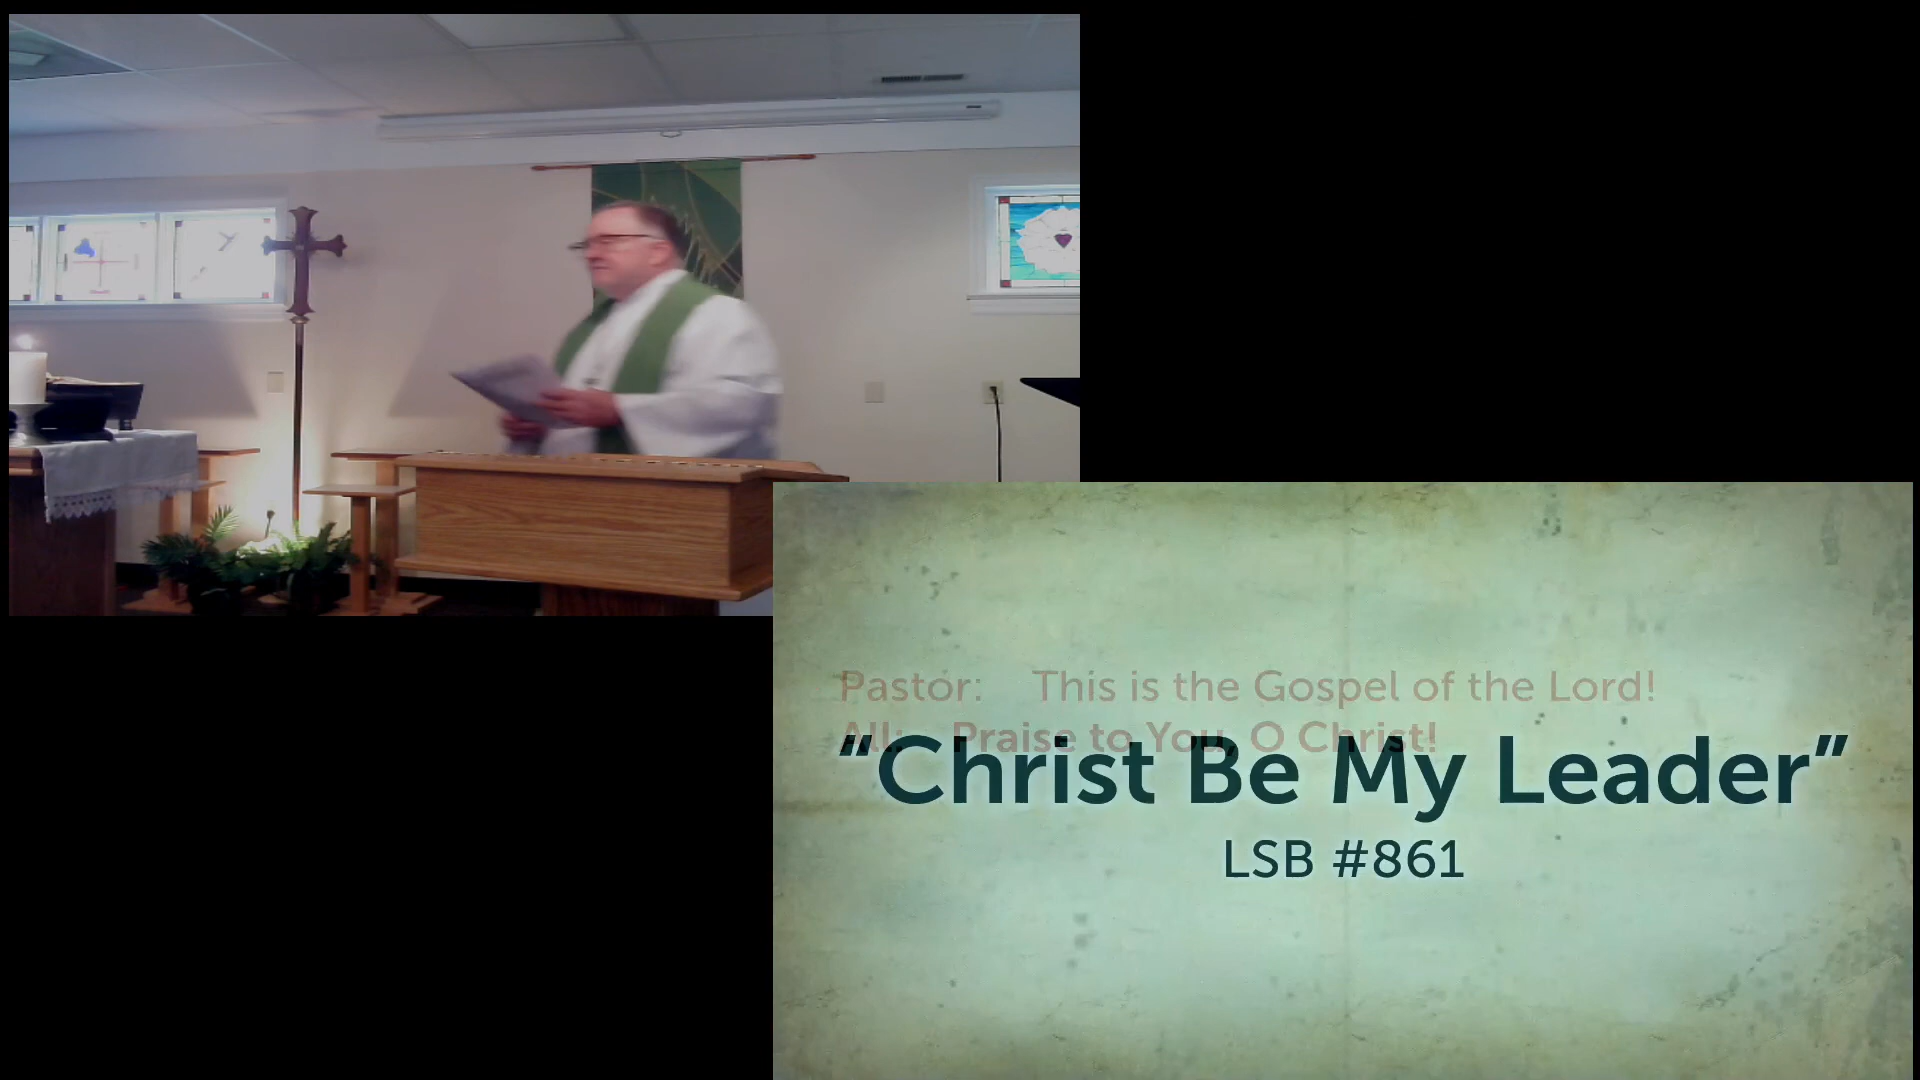 Pastor: This is the Gospel of the Lord!
All: Praise to You, O Christ!
“Christ Be My Leader”
LSB #861